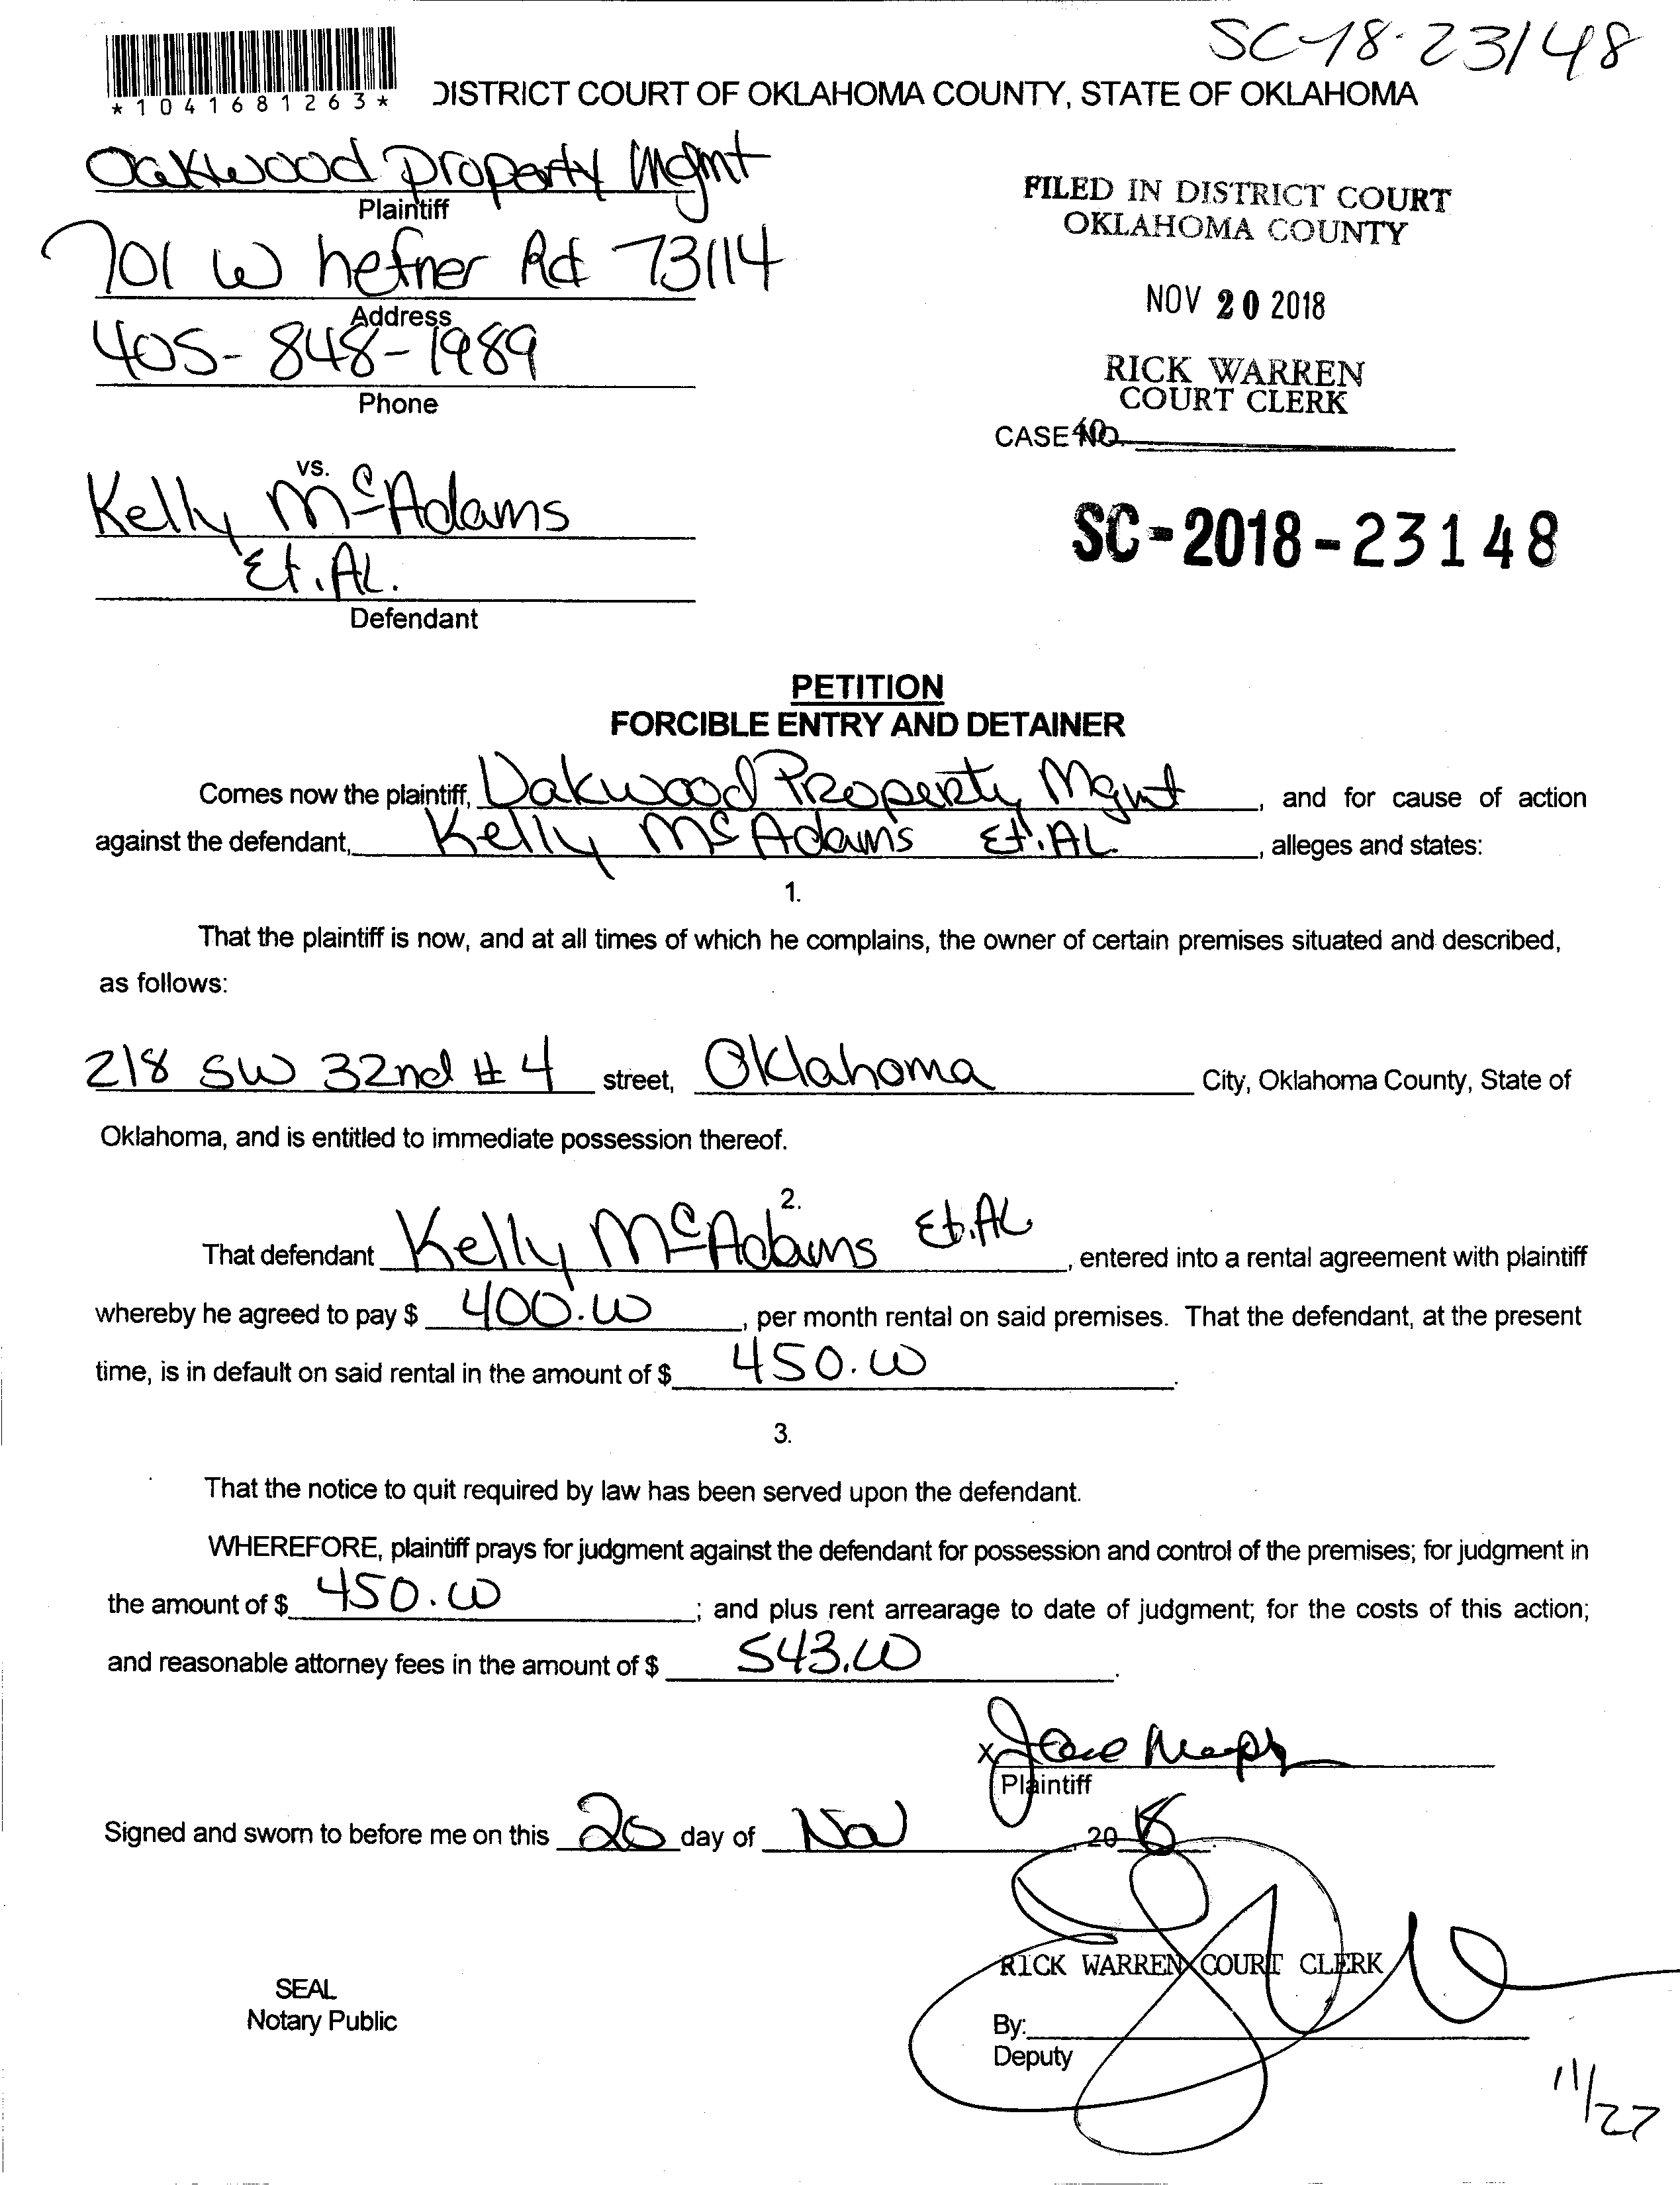 SC-18-23148
*1041681263*
DISTRICT COURT OF OKLAHOMA COUNTY, STATE OF OKLAHOMA
Oakwood Property Mgmt
Plaintiff
701 W hefner Rd 73114
Address
405-848-1989
Phone
FILED IN DISTRICT COURT
OKLAHOMA COUNTY
NOV 20 2018
RICK WARREN
COURT CLERK
CASE NO.
40
vs.
Kelly McAdams
Et. AL.
Defendant
SC-2018-23148
PETITION
FORCIBLE ENTRY AND DETAINER
Comes now the plaintiff, Oakwood Property Mgmt, and for cause of action
against the defendant, Kelly McAdams Et. AL., alleges and states:
1.
That the plaintiff is now, and at all times of which he complains, the owner of certain premises situated and described,
as follows:
218 SW 32nd # 4 street, Oklahoma City, Oklahoma County, State of
Oklahoma, and is entitled to immediate possession thereof.
2.
That defendant Kelly McAdams Et. AL, entered into a rental agreement with plaintiff
whereby he agreed to pay $ 400.00, per month rental on said premises. That the defendant, at the present
time, is in default on said rental in the amount of $ 450.00.
3.
That the notice to quit required by law has been served upon the defendant.
WHEREFORE, plaintiff prays for judgment against the defendant for possession and control of the premises; for judgment in
the amount of $ 450.00; and plus rent arrearage to date of judgment; for the costs of this action;
and reasonable attorney fees in the amount of $ 543.00.
X
Plaintiff
Signed and sworn to before me on this 20 day of Nov, 2018.
RICK WARREN COURT CLERK
SEAL
Notary Public
By:
Deputy
11/27